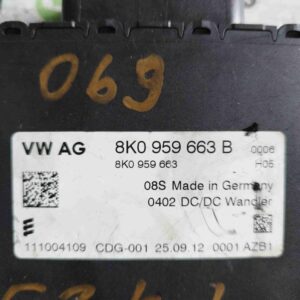 069
VW AG 8K0 959 663 B 0006
8K0 959 663 H05
08S Made in Germany
0402 DC/DC Wandler
111004109 CDG-001 25.09.12 0001 AZB1